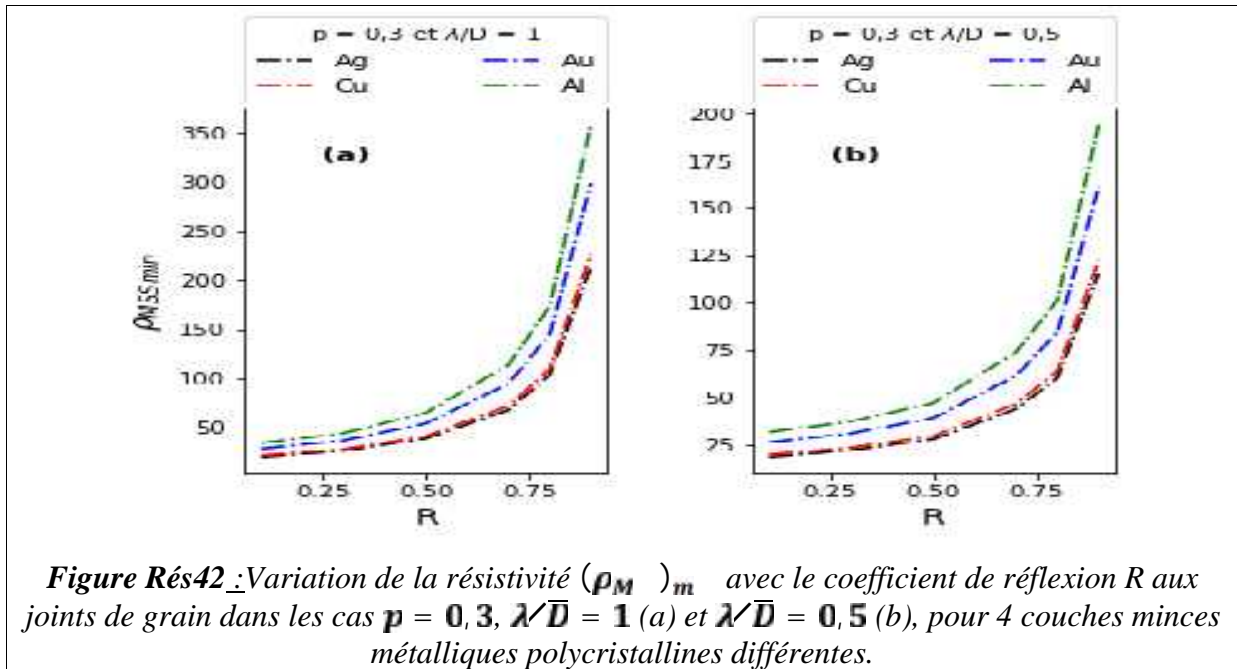 p = 0,3 et λ/D = 1
Ag Au
Cu Al
(a)
350
300
250
200
150
100
50
ρMSS min
0.25 0.50 0.75
R
p = 0,3 et λ/D = 0,5
Ag Au
Cu Al
(b)
200
175
150
125
100
75
50
25
0.25 0.50 0.75
R
Figure Rés42 :Variation de la résistivité (ρM )m avec le coefficient de réflexion R aux
joints de grain dans les cas p = 0,3, λ/D̅ = 1 (a) et λ/D̅ = 0,5 (b), pour 4 couches minces
métalliques polycristallines différentes.